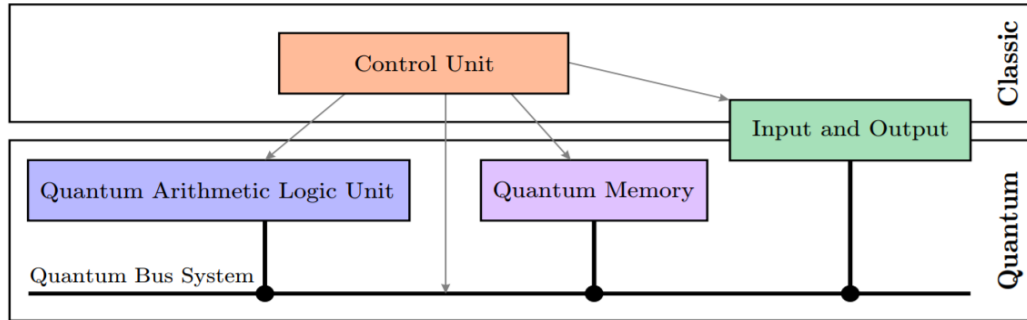 Control Unit
Classic
Input and Output
Quantum Arithmetic Logic Unit
Quantum Memory
Quantum
Quantum Bus System